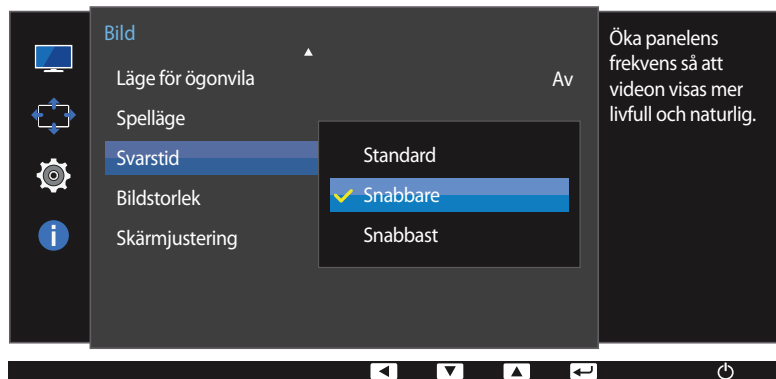 Bild
Läge för ögonvila Av
Spelläge
Svarstid
Bildstorlek
Skärmjustering
Standard
Snabbare
Snabbast
Öka panelens
frekvens så att
videon visas mer
livfull och naturlig.